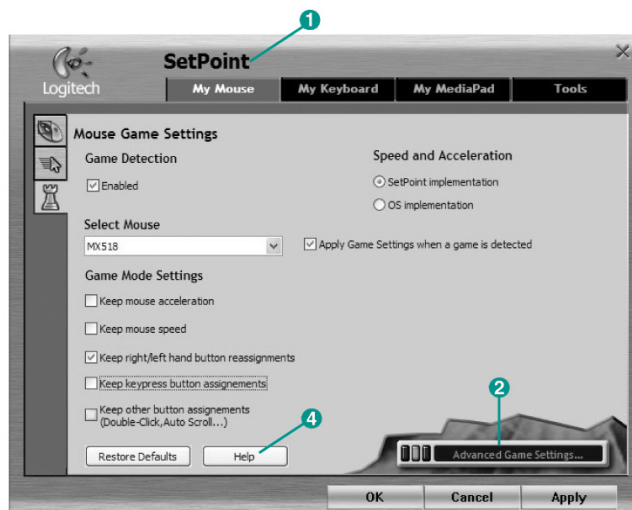 1
SetPoint
Logitech
My Mouse My Keyboard My MediaPad Tools
Mouse Game Settings
Game Detection
Speed and Acceleration
Enabled
SetPoint implementation
OS implementation
Select Mouse
MX518
Apply Game Settings when a game is detected
Game Mode Settings
Keep mouse acceleration
Keep mouse speed
Keep right/left hand button reassignments
Keep keypress button assignements
2
Keep other button assignements
(Double-Click,Auto Scroll...)
4
Restore Defaults Help
Advanced Game Settings...
OK Cancel Apply